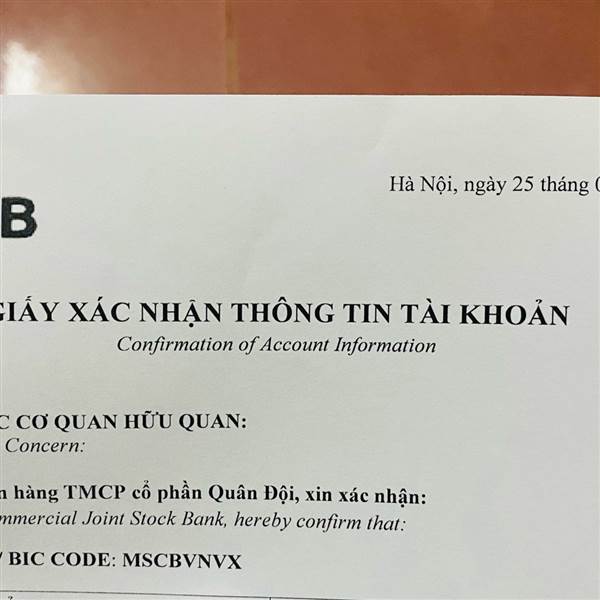 Hà Nội, ngày 25 tháng 0
B
GIẤY XÁC NHẬN THÔNG TIN TÀI KHOẢN
Confirmation of Account Information
C CƠ QUAN HỮU QUAN:
Concern:
n hàng TMCP cổ phần Quân Đội, xin xác nhận:
mmercial Joint Stock Bank, hereby confirm that:
/ BIC CODE: MSCBVNVX